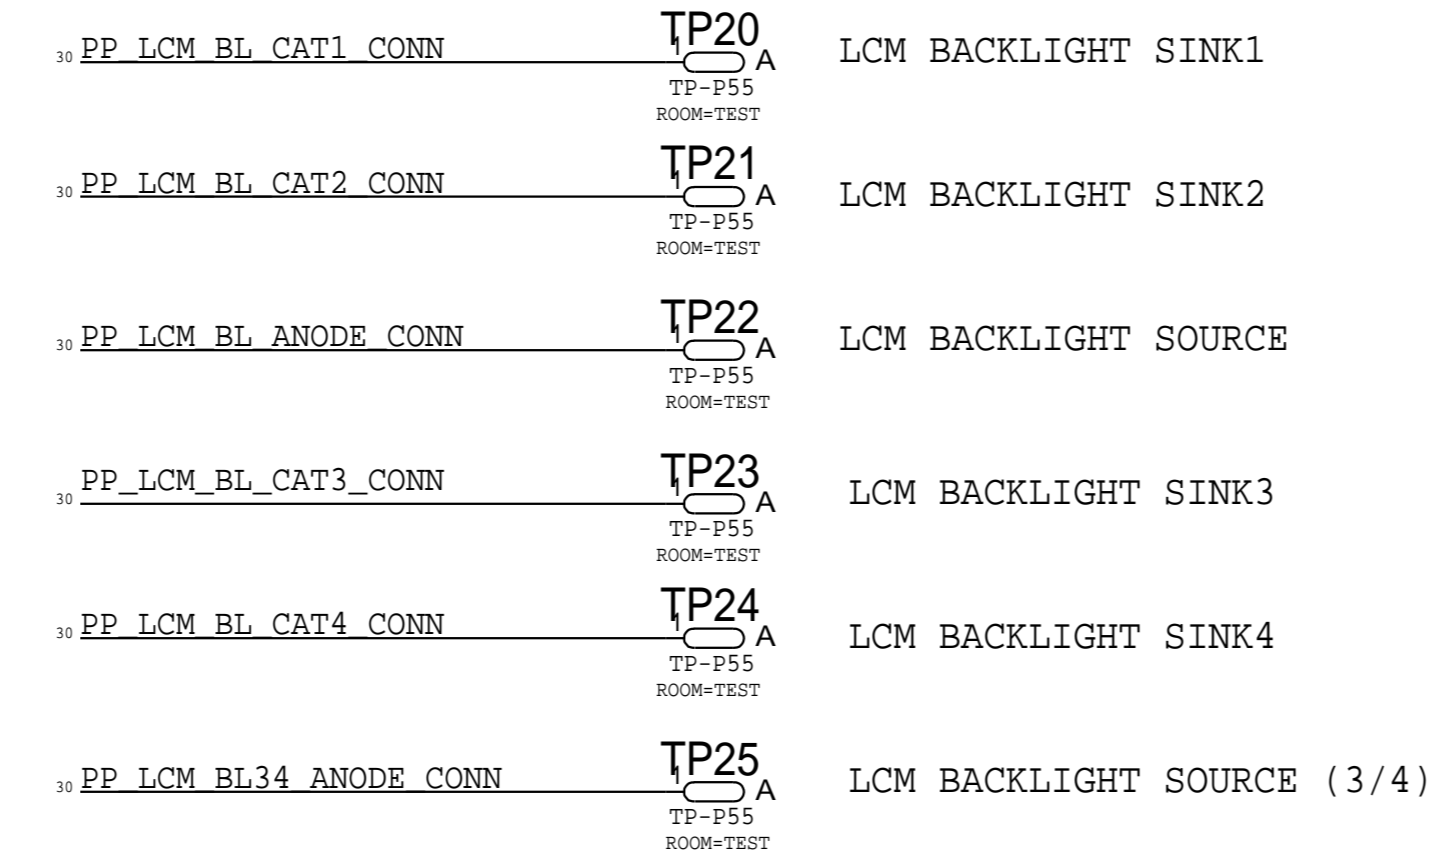 30 PP_LCM_BL_CAT1_CONN 1 TP20 A LCM BACKLIGHT SINK1
TP-P55
ROOM=TEST
30 PP_LCM_BL_CAT2_CONN 1 TP21 A LCM BACKLIGHT SINK2
TP-P55
ROOM=TEST
30 PP_LCM_BL_ANODE_CONN 1 TP22 A LCM BACKLIGHT SOURCE
TP-P55
ROOM=TEST
30 PP_LCM_BL_CAT3_CONN 1 TP23 A LCM BACKLIGHT SINK3
TP-P55
ROOM=TEST
30 PP_LCM_BL_CAT4_CONN 1 TP24 A LCM BACKLIGHT SINK4
TP-P55
ROOM=TEST
30 PP_LCM_BL34_ANODE_CONN 1 TP25 A LCM BACKLIGHT SOURCE (3/4)
TP-P55
ROOM=TEST